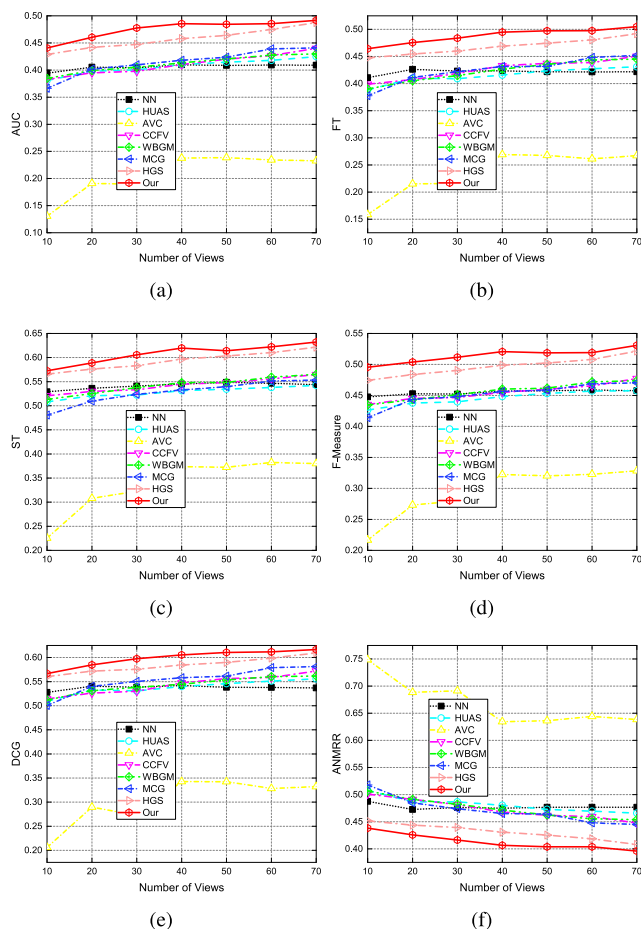 0.50
0.45
0.40
0.35
0.30
0.25
0.20
0.15
0.10
AUC
NN
HUAS
AVC
CCFV
WBGM
MCG
HGS
Our
10 20 30 40 50 60 70
Number of Views
(a)
0.50
0.45
0.40
0.35
0.30
0.25
0.20
0.15
FT
NN
HUAS
AVC
CCFV
WBGM
MCG
HGS
Our
10 20 30 40 50 60 70
Number of Views
(b)
0.65
0.60
0.55
0.50
0.45
0.40
0.35
0.30
0.25
0.20
ST
NN
HUAS
AVC
CCFV
WBGM
MCG
HGS
Our
10 20 30 40 50 60 70
Number of Views
(c)
0.55
0.50
0.45
0.40
0.35
0.30
0.25
0.20
F-Measure
NN
HUAS
AVC
CCFV
WBGM
MCG
HGS
Our
10 20 30 40 50 60 70
Number of Views
(d)
0.60
0.55
0.50
0.45
0.40
0.35
0.30
0.25
0.20
DCG
NN
HUAS
AVC
CCFV
WBGM
MCG
HGS
Our
10 20 30 40 50 60 70
Number of Views
(e)
0.75
0.70
0.65
0.60
0.55
0.50
0.45
0.40
ANMRR
NN
HUAS
AVC
CCFV
WBGM
MCG
HGS
Our
10 20 30 40 50 60 70
Number of Views
(f)